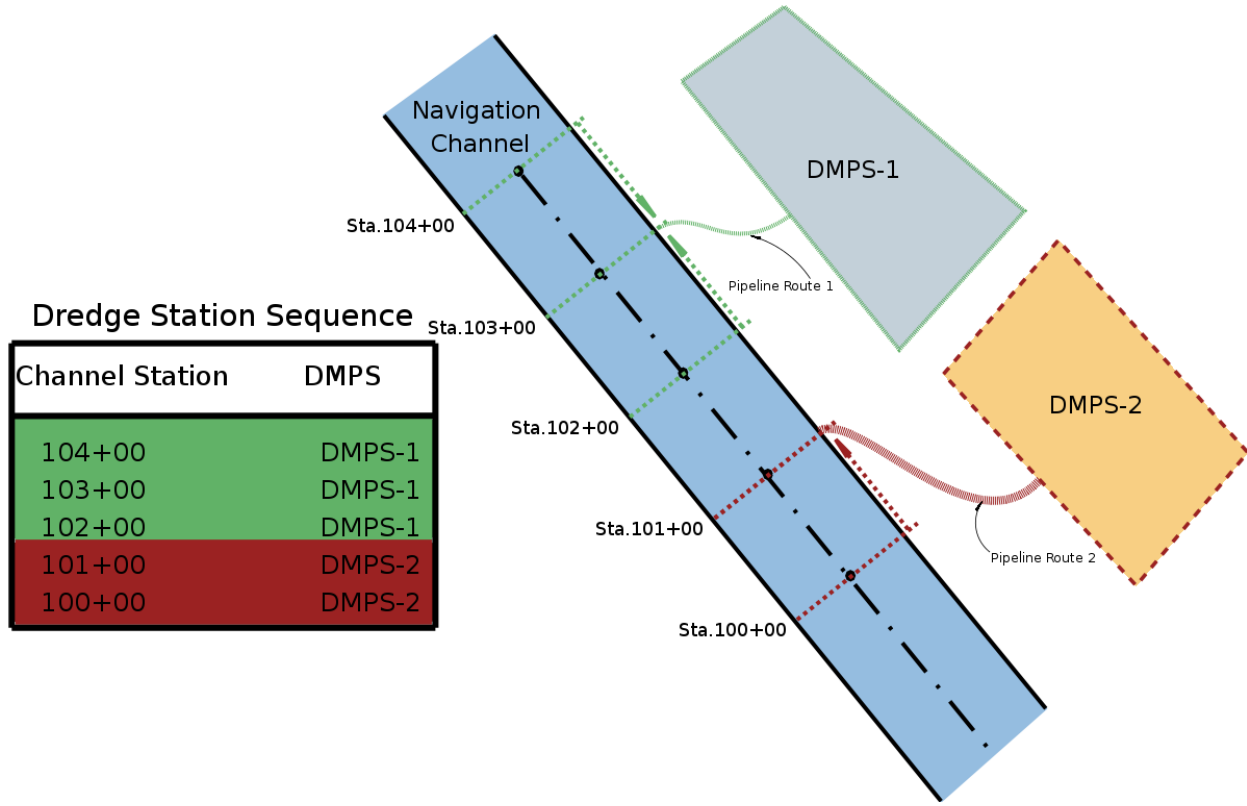 Navigation
Channel
DMPS-1
Sta.104+00
Pipeline Route 1
Dredge Station Sequence
Sta.103+00
Channel Station DMPS
DMPS-2
Sta.102+00
104+00 DMPS-1
103+00 DMPS-1
102+00 DMPS-1
101+00 DMPS-2
100+00 DMPS-2
Sta.101+00
Pipeline Route 2
Sta.100+00